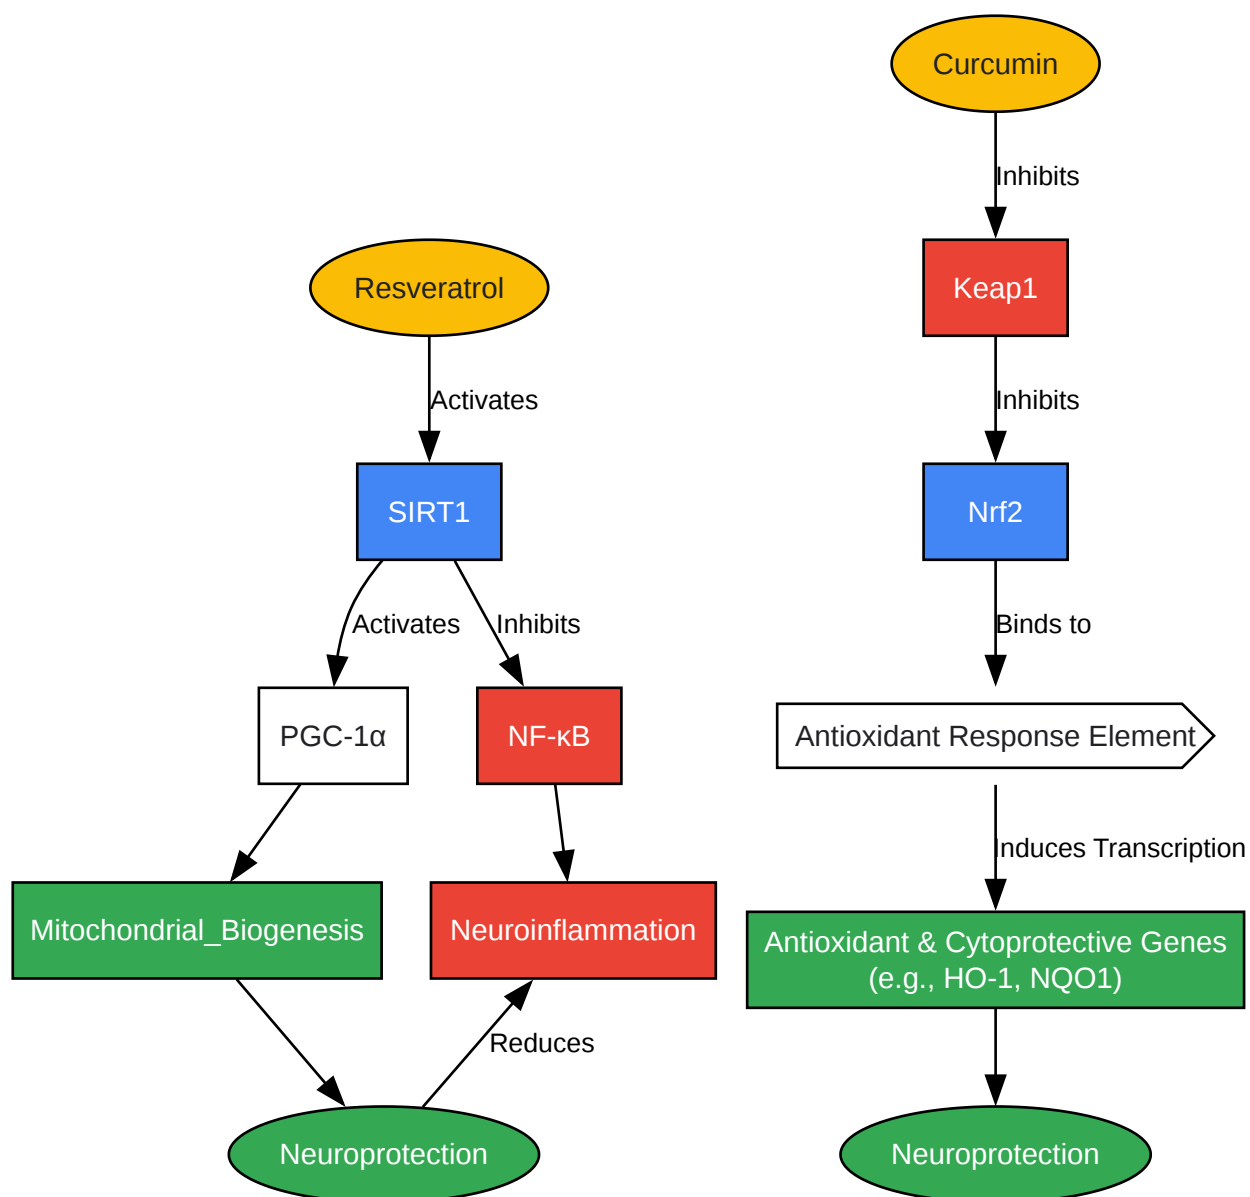 Curcumin
Inhibits
Keap1
Resveratrol
Activates
Inhibits
SIRT1
Nrf2
Activates
Inhibits
Binds to
PGC-1α
NF-κB
Antioxidant Response Element
Induces Transcription
Mitochondrial_Biogenesis
Neuroinflammation
Antioxidant & Cytoprotective Genes
(e.g., HO-1, NQO1)
Reduces
Neuroprotection
Neuroprotection